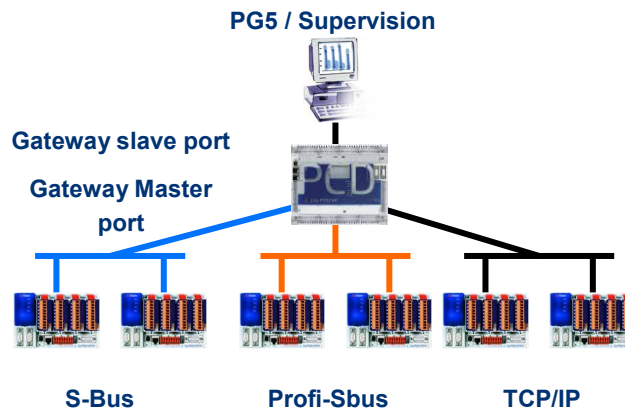 PG5 / Supervision
Gateway slave port
Gateway Master
port
PCD
S-Bus
Profi-Sbus
TCP/IP